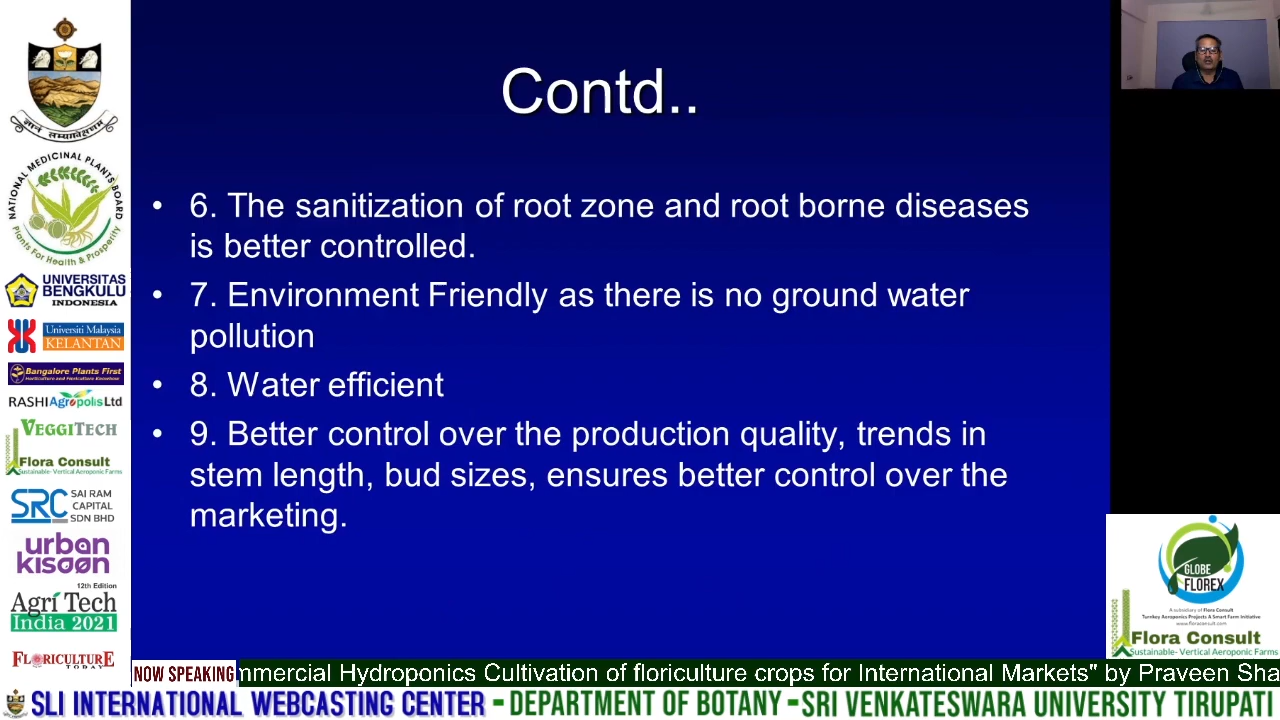 Contd..
• 6. The sanitization of root zone and root borne diseases
is better controlled.
• 7. Environment Friendly as there is no ground water
pollution
• 8. Water efficient
• 9. Better control over the production quality, trends in
stem length, bud sizes, ensures better control over the
marketing.
ज्ञानं सम्यगवेक्षणम्
NATIONAL MEDICINAL PLANTS BOARD
Plants For Health & Prosperity
UNIVERSITAS
BENGKULU
INDONESIA
Universiti Malaysia
KELANTAN
Bangalore Plants First
Horticulture and Floriculture Knowhow
RASHI Agropolis Ltd
VEGGITECH
Flora Consult
Sustainable- Vertical Aeroponic Farms
SRC SAI RAM
CAPITAL
SDN BHD
urban
kisaan
12th Edition
Agri Tech
India 2021
FLORICULTURE
TODAY
GLOBE
FLOREX
A subsidiary of Flora Consult
Turnkey Aeroponics Projects A Smart Farm Initiative
www.floraconsult.com
Flora Consult
Sustainable- Vertical Aeroponic Farms
NOW SPEAKING mmercial Hydroponics Cultivation of floriculture crops for International Markets" by Praveen Sha
SLI INTERNATIONAL WEBCASTING CENTER - DEPARTMENT OF BOTANY - SRI VENKATESWARA UNIVERSITY TIRUPATI